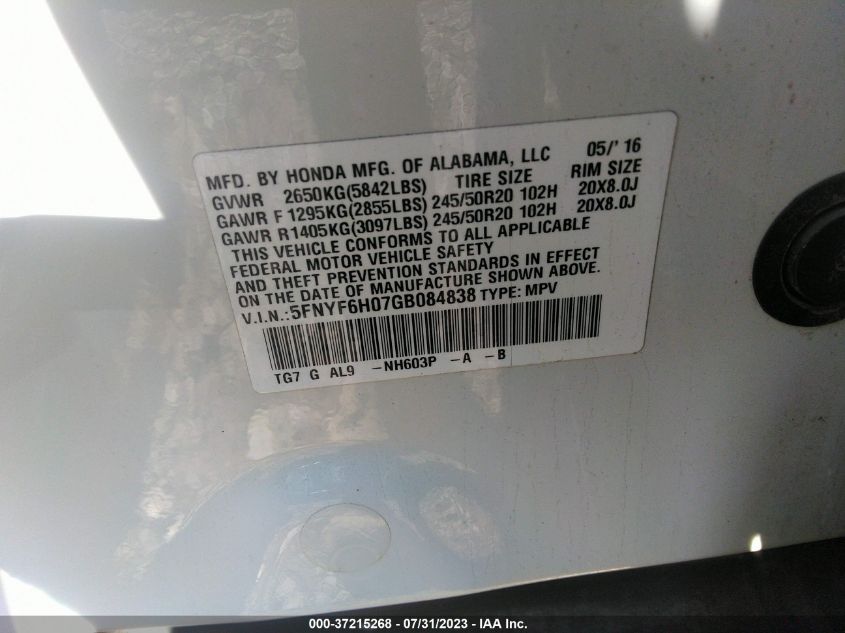 MFD. BY HONDA MFG. OF ALABAMA, LLC 05/' 16
GVWR 2650KG(5842LBS) TIRE SIZE RIM SIZE
GAWR F 1295KG(2855LBS) 245/50R20 102H 20X8.0J
GAWR R1405KG(3097LBS) 245/50R20 102H 20X8.0J
THIS VEHICLE CONFORMS TO ALL APPLICABLE
FEDERAL MOTOR VEHICLE SAFETY
AND THEFT PREVENTION STANDARDS IN EFFECT
ON THE DATE OF MANUFACTURE SHOWN ABOVE.
V.I.N.:5FNYF6H07GB084838 TYPE: MPV
TG7 G AL9 -NH603P -A -B
000-37215268 - 07/31/2023 - IAA Inc.